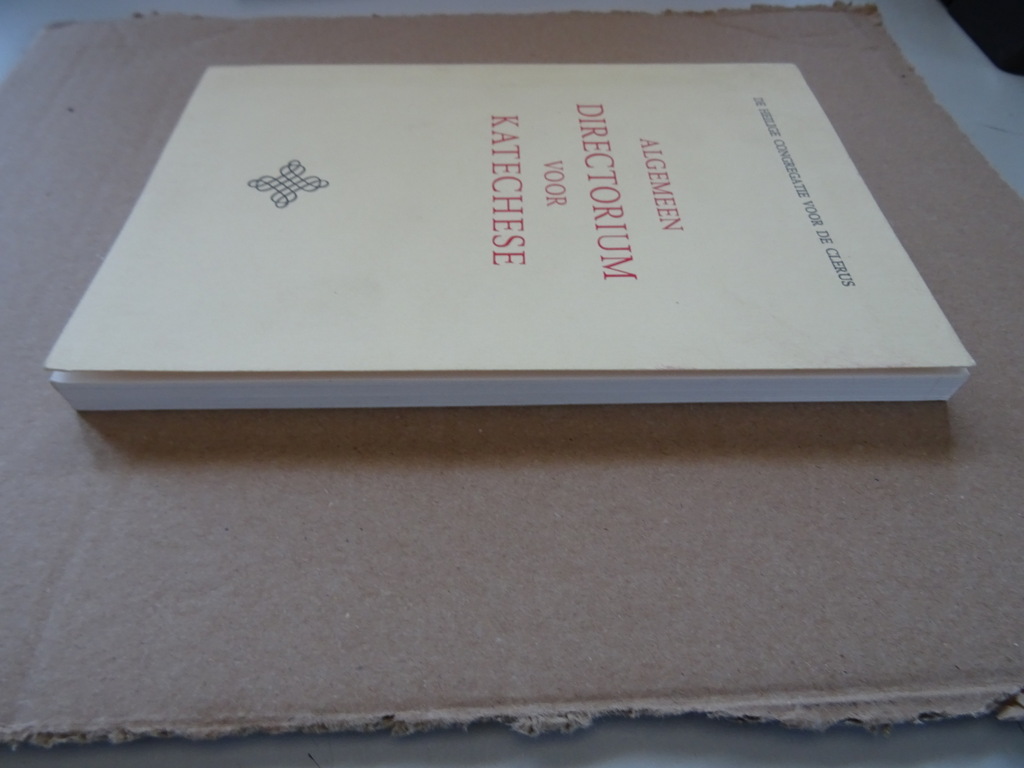 DE HEILIGE CONGREGATIE VOOR DE CLERUS
ALGEMEEN
DIRECTORIUM
VOOR
KATECHESE